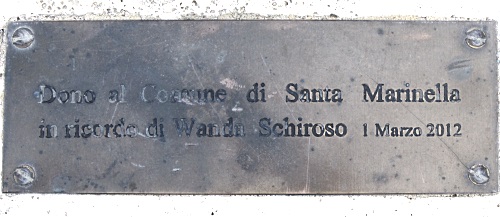 Dono al Comune di Santa Marinella
in ricordo di Wanda Schiroso 1 Marzo 2012